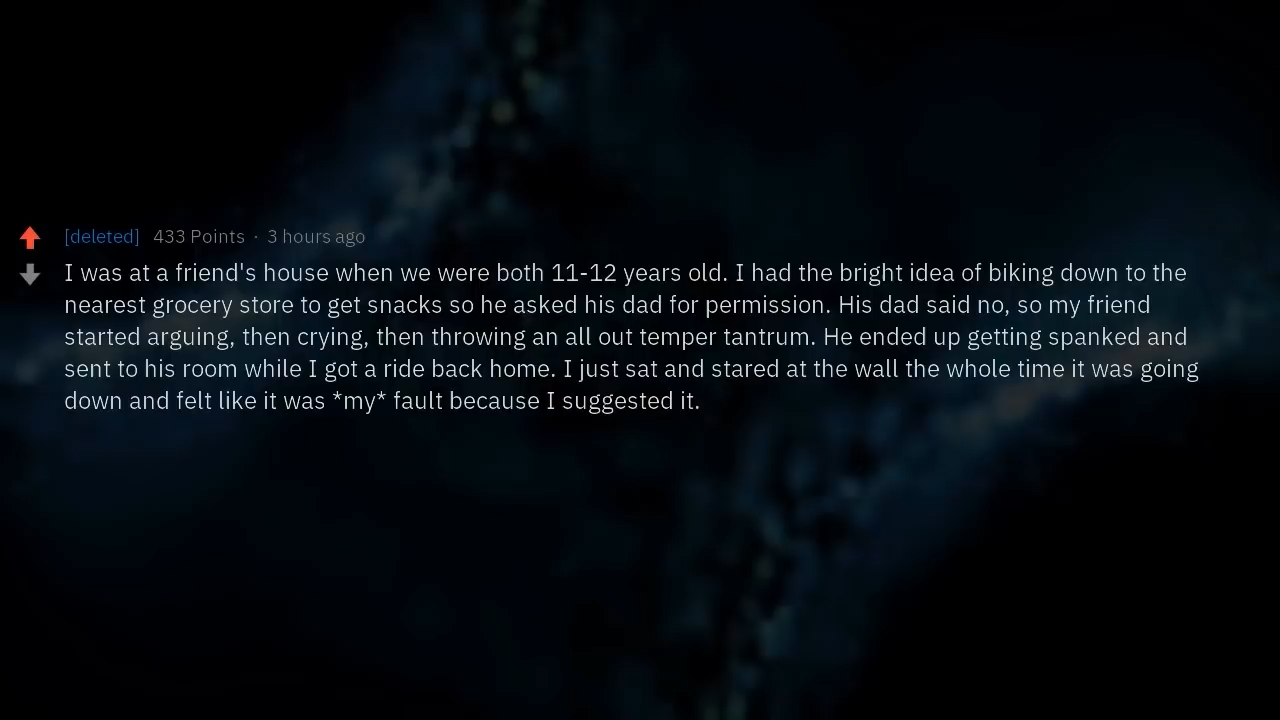 [deleted] 433 Points · 3 hours ago
I was at a friend's house when we were both 11-12 years old. I had the bright idea of biking down to the
nearest grocery store to get snacks so he asked his dad for permission. His dad said no, so my friend
started arguing, then crying, then throwing an all out temper tantrum. He ended up getting spanked and
sent to his room while I got a ride back home. I just sat and stared at the wall the whole time it was going
down and felt like it was *my* fault because I suggested it.